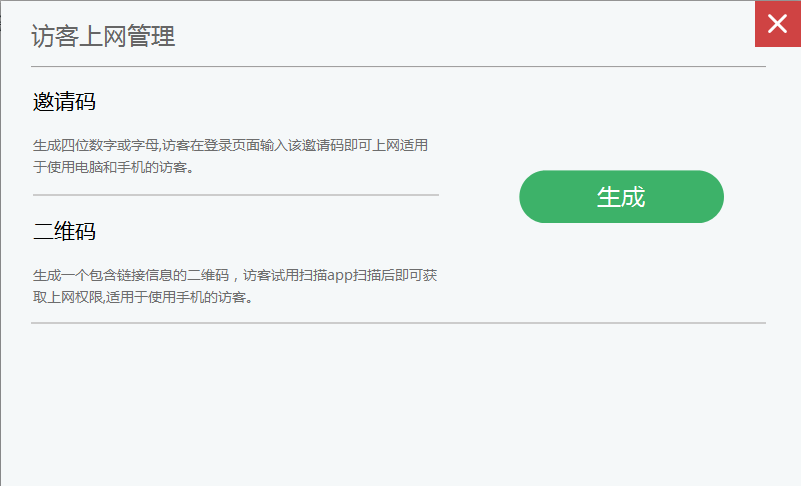 访客上网管理
邀请码
生成四位数字或字母,访客在登录页面输入该邀请码即可上网适用
于使用电脑和手机的访客。
生成
二维码
生成一个包含链接信息的二维码，访客试用扫描app扫描后即可获
取上网权限,适用于使用手机的访客。